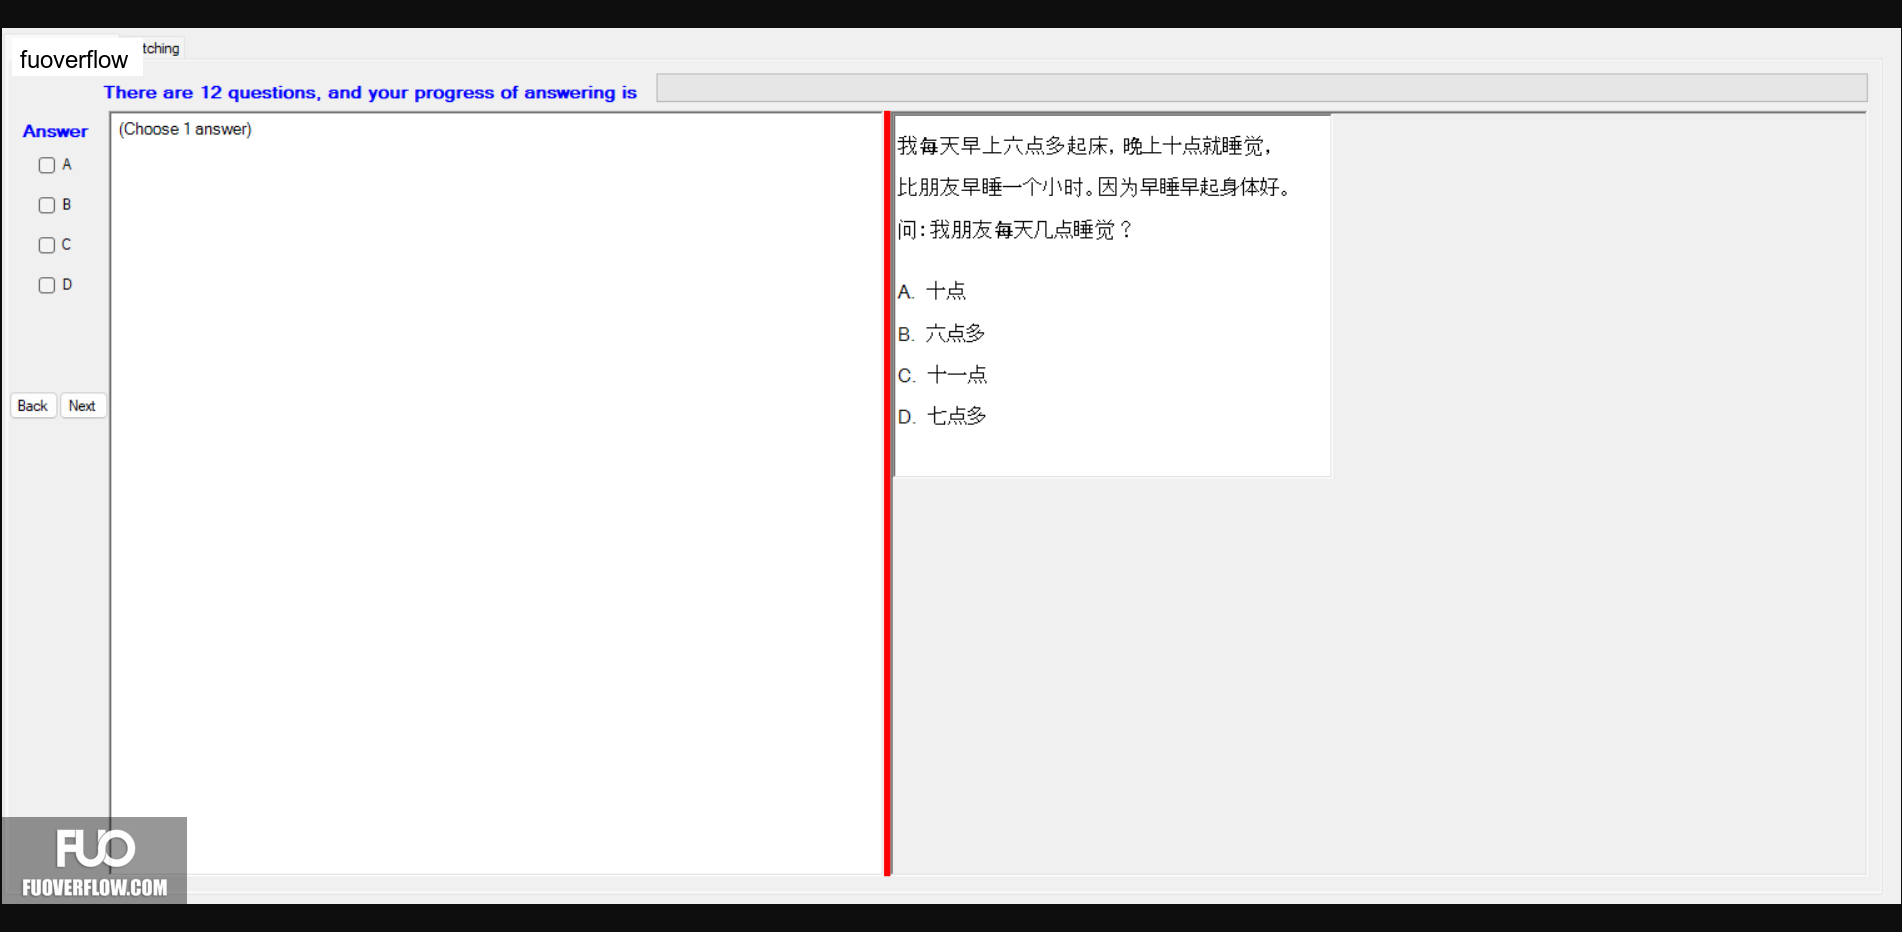 fuoverflow
tching
There are 12 questions, and your progress of answering is
Answer
A
B
C
D
Back
Next
(Choose 1 answer)
我每天早上六点多起床，晚上十点就睡觉，
比朋友早睡一个小时。因为早睡早起身体好。
问：我朋友每天几点睡觉？
A. 十点
B. 六点多
C. 十一点
D. 七点多
FUO
FUOVERFLOW.COM